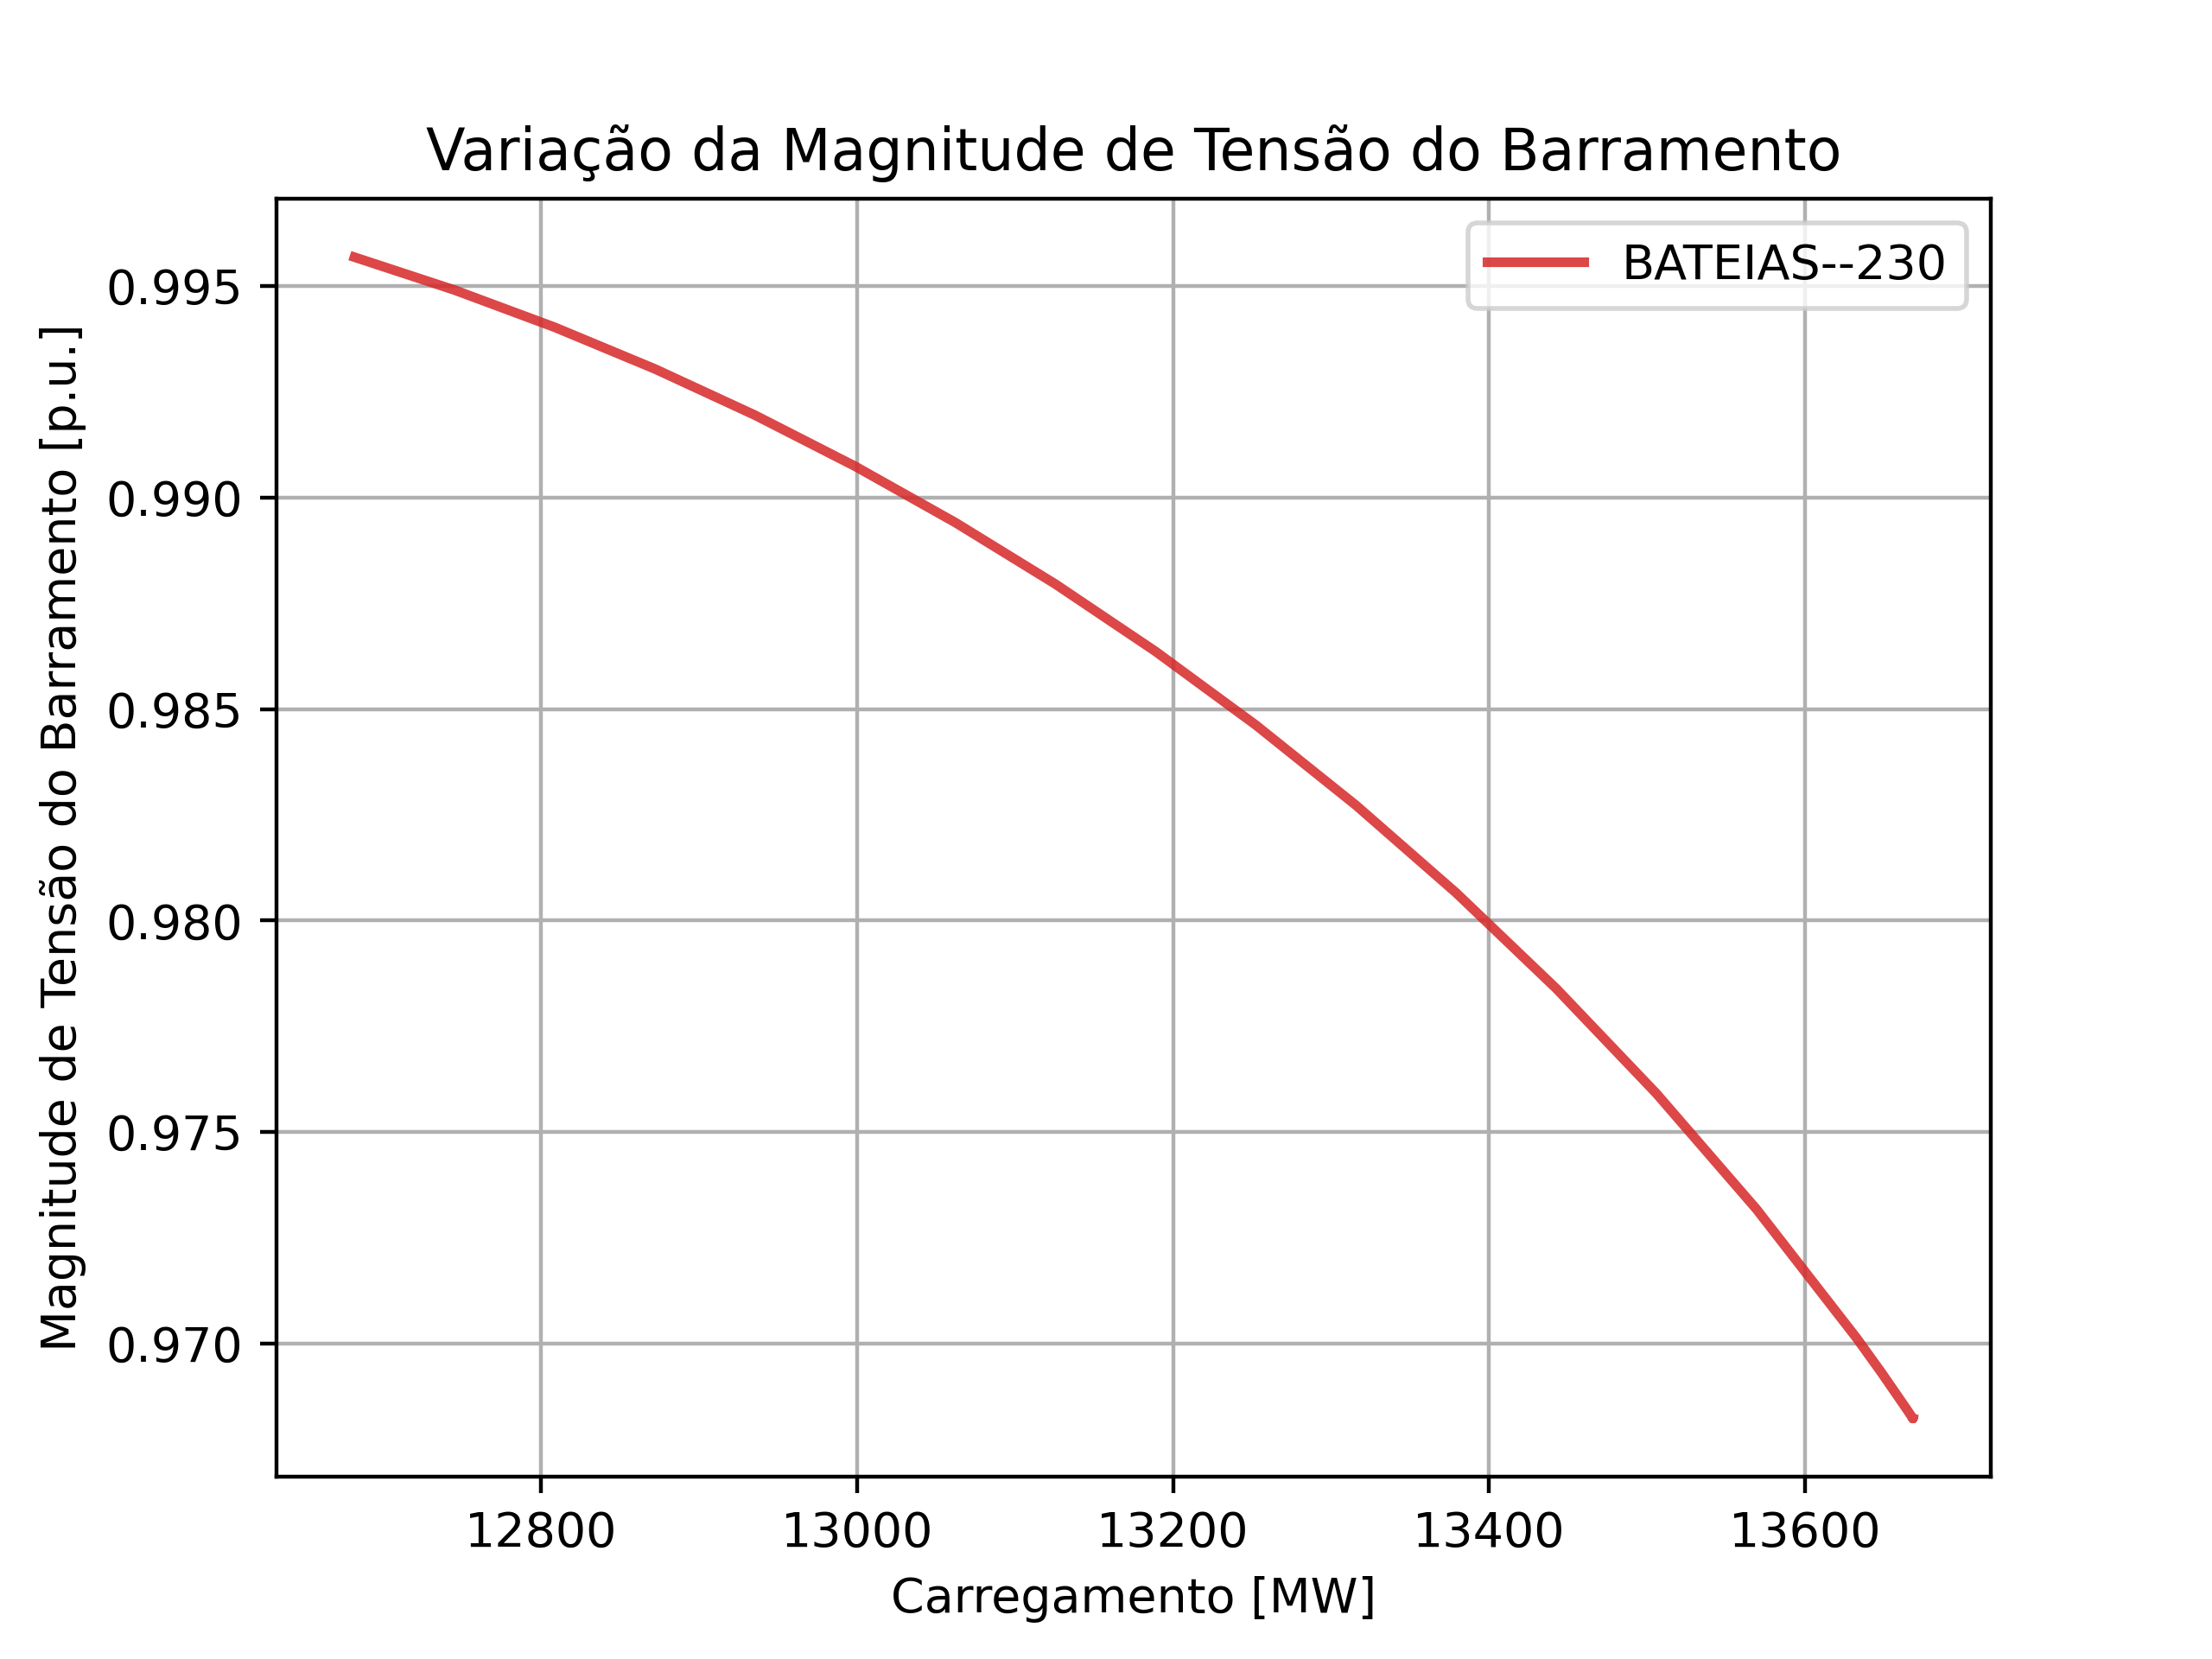 Variação da Magnitude de Tensão do Barramento
BATEIAS--230
Magnitude de Tensão do Barramento [p.u.]
0.995
0.990
0.985
0.980
0.975
0.970
12800 13000 13200 13400 13600
Carregamento [MW]